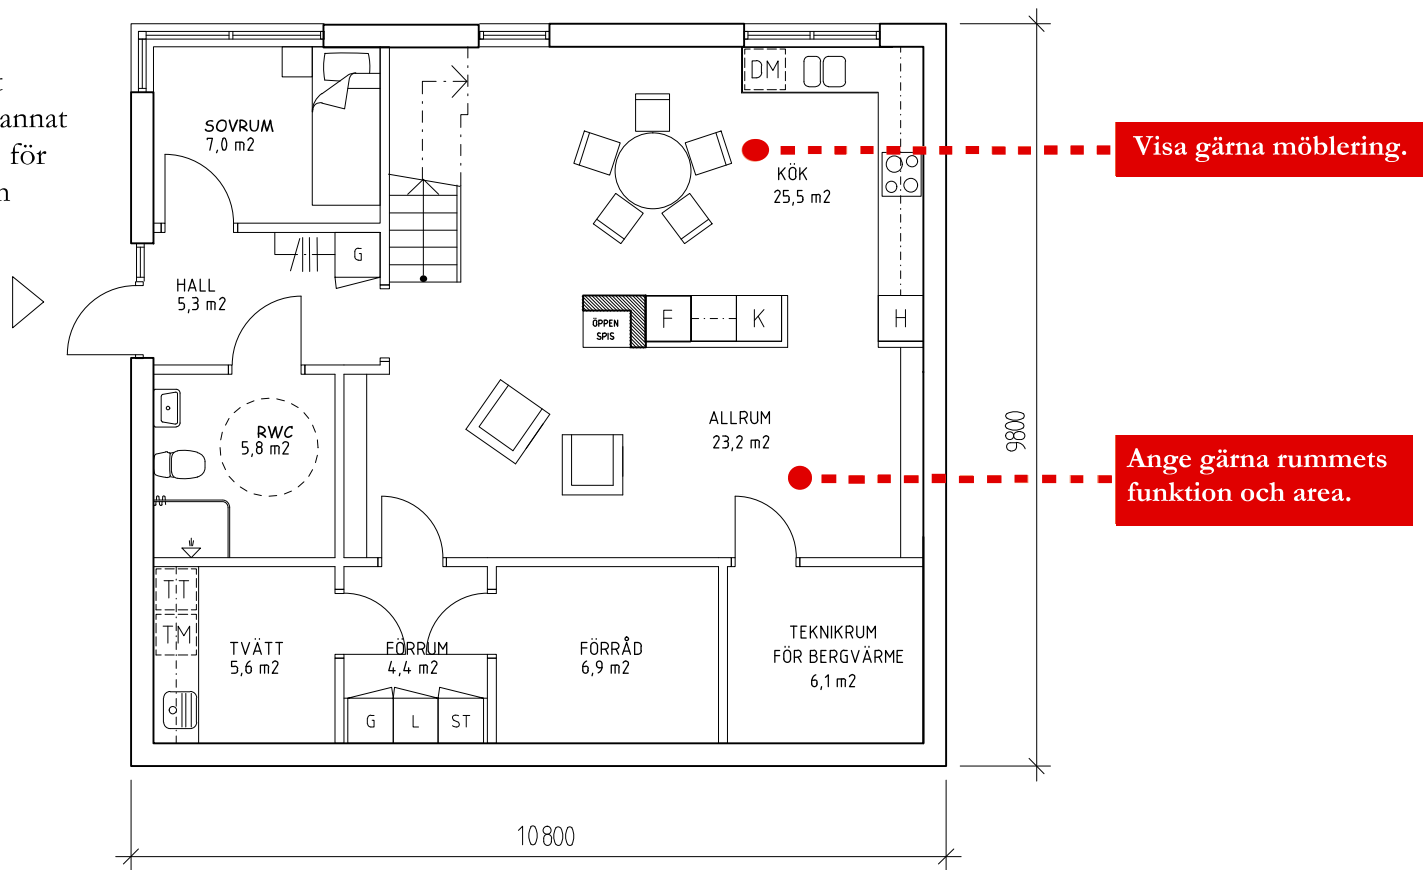 t
annat
för
n
SOVRUM
7,0 m2
DM
KÖK
25,5 m2
Visa gärna möblering.
G
HALL
5,3 m2
ÖPPEN
SPIS
F
K
H
ALLRUM
23,2 m2
RWC
5,8 m2
9800
Ange gärna rummets
funktion och area.
TT
TM
TVÄTT
5,6 m2
FÖRRUM
4,4 m2
G
L
ST
FÖRRÅD
6,9 m2
TEKNIKRUM
FÖR BERGVÄRME
6,1 m2
10 800